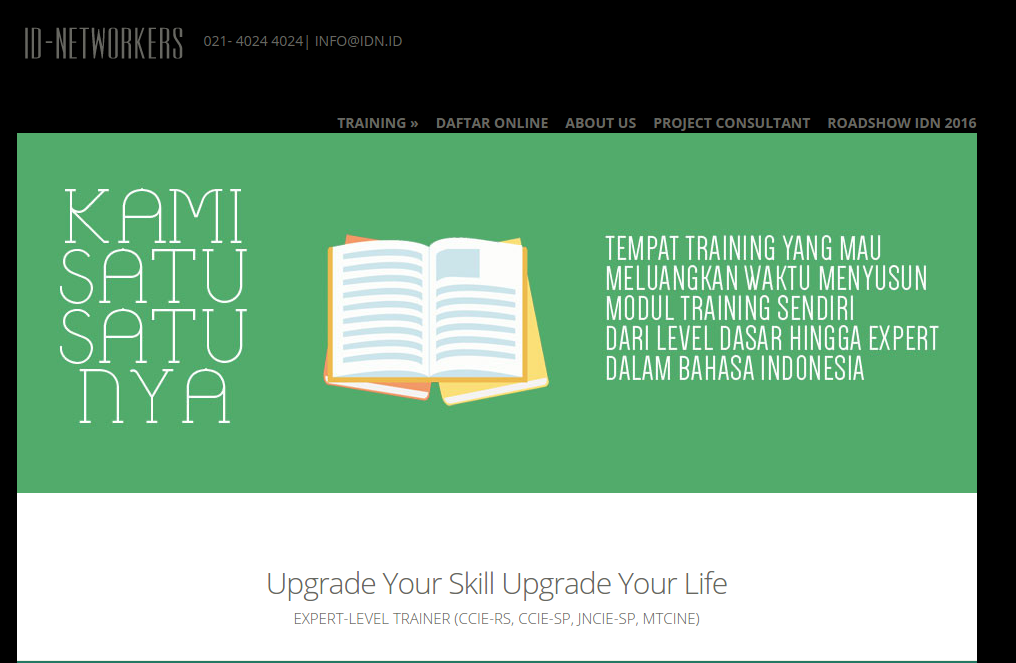 ID-NETWORKERS
021- 4024 4024| INFO@IDN.ID
TRAINING » DAFTAR ONLINE ABOUT US PROJECT CONSULTANT ROADSHOW IDN 2016
KAMI
SATU
SATU
NYA
TEMPAT TRAINING YANG MAU
MELUANGKAN WAKTU MENYUSUN
MODUL TRAINING SENDIRI
DARI LEVEL DASAR HINGGA EXPERT
DALAM BAHASA INDONESIA
Upgrade Your Skill Upgrade Your Life
EXPERT-LEVEL TRAINER (CCIE-RS, CCIE-SP, JNCIE-SP, MTCINE)